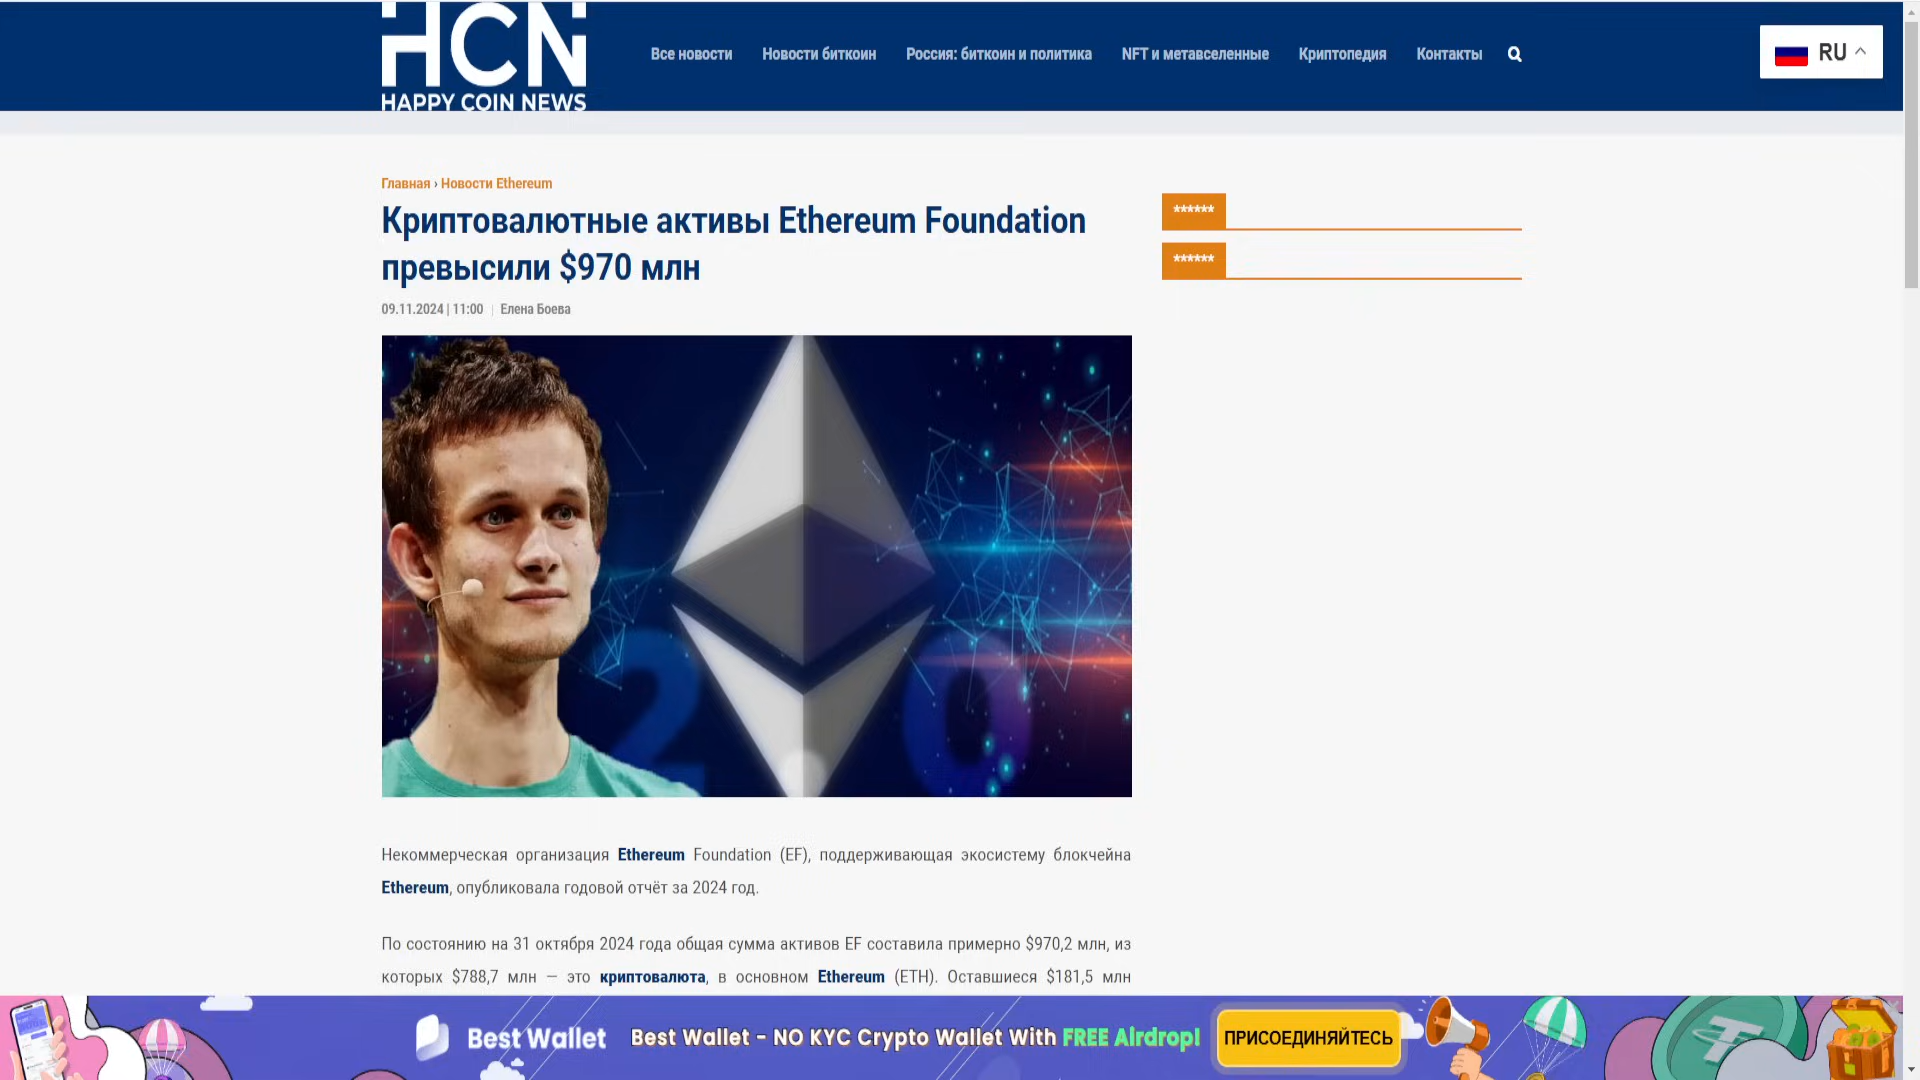 HCN
HAPPY COIN NEWS
Все новости
Новости биткоин
Россия: биткоин и политика
NFT и метавселенные
Криптопедия
Контакты
RU
Главная › Новости Ethereum
Криптовалютные активы Ethereum Foundation
превысили $970 млн
09.11.2024 | 11:00 | Елена Боева
******
******
2 0
Некоммерческая организация Ethereum Foundation (EF), поддерживающая экосистему блокчейна
Ethereum, опубликовала годовой отчёт за 2024 год.
По состоянию на 31 октября 2024 года общая сумма активов EF составила примерно $970,2 млн, из
которых $788,7 млн — это криптовалюта, в основном Ethereum (ETH). Оставшиеся $181,5 млн
Best Wallet
Best Wallet - NO KYC Crypto Wallet With FREE Airdrop!
ПРИСОЕДИНЯЙТЕСЬ